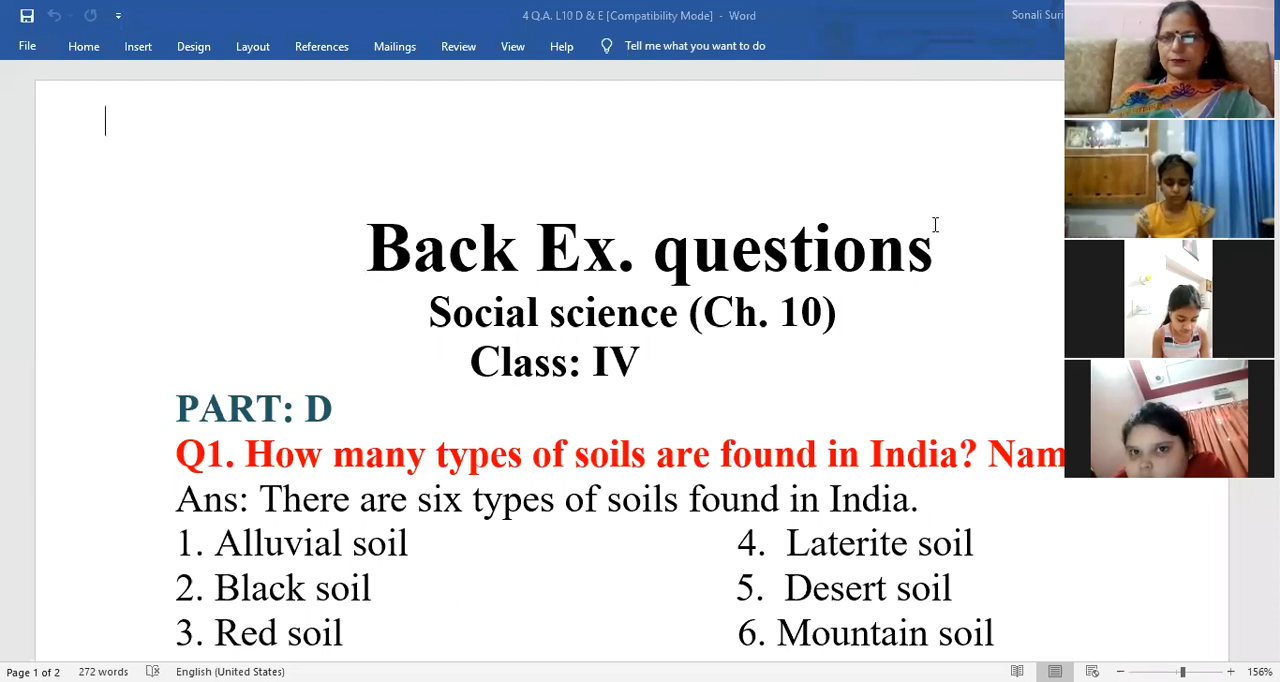 4 Q.A. L10 D & E [Compatibility Mode] - Word
Sonali Suri
File Home Insert Design Layout References Mailings Review View Help Tell me what you want to do
Back Ex. questions
Social science (Ch. 10)
Class: IV
PART: D
Q1. How many types of soils are found in India? Nam
Ans: There are six types of soils found in India.
1. Alluvial soil 4. Laterite soil
2. Black soil 5. Desert soil
3. Red soil 6. Mountain soil
Page 1 of 2 272 words English (United States) 156%